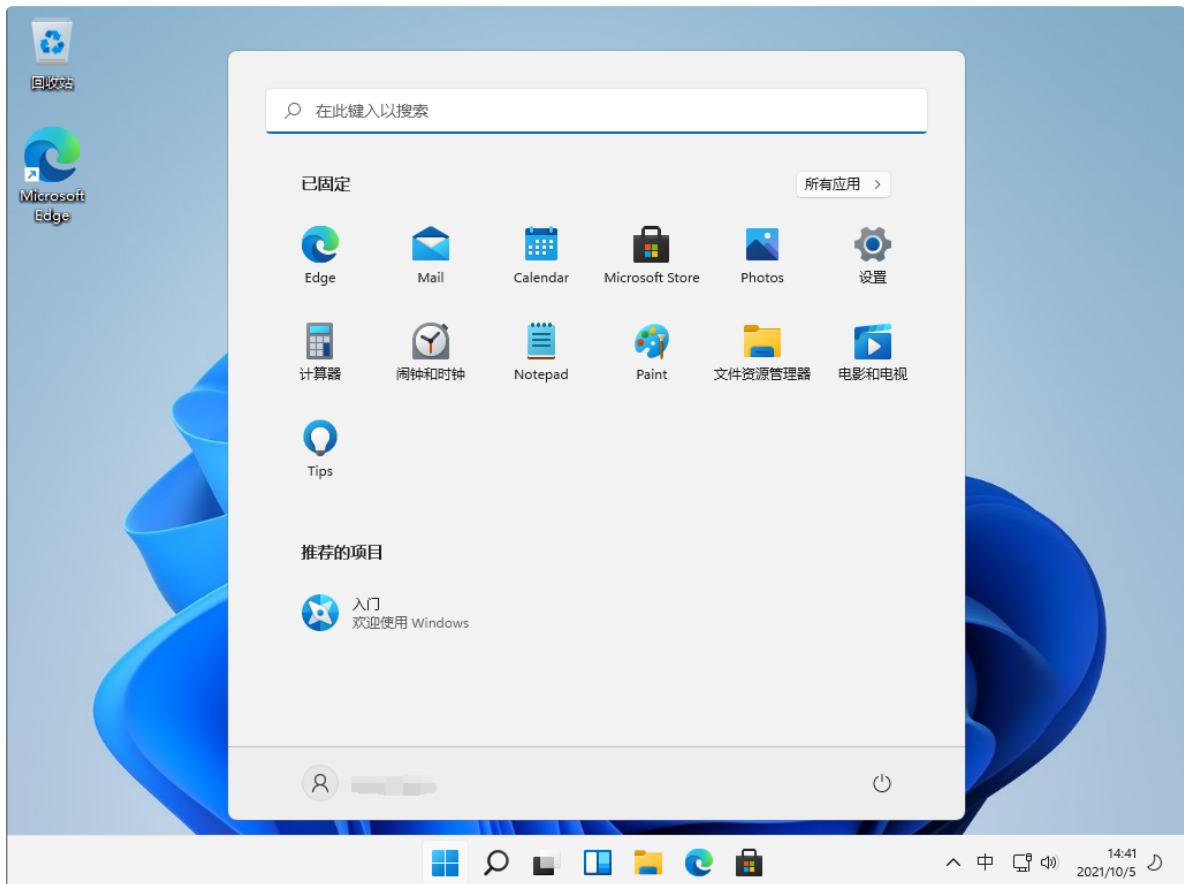 回收站
Microsoft
Edge
在此键入以搜索
已固定
所有应用
Edge
Mail
Calendar
Microsoft Store
Photos
设置
计算器
闹钟和时钟
Notepad
Paint
文件资源管理器
电影和电视
Tips
推荐的项目
入门
欢迎使用 Windows
中
14:41
2021/10/5